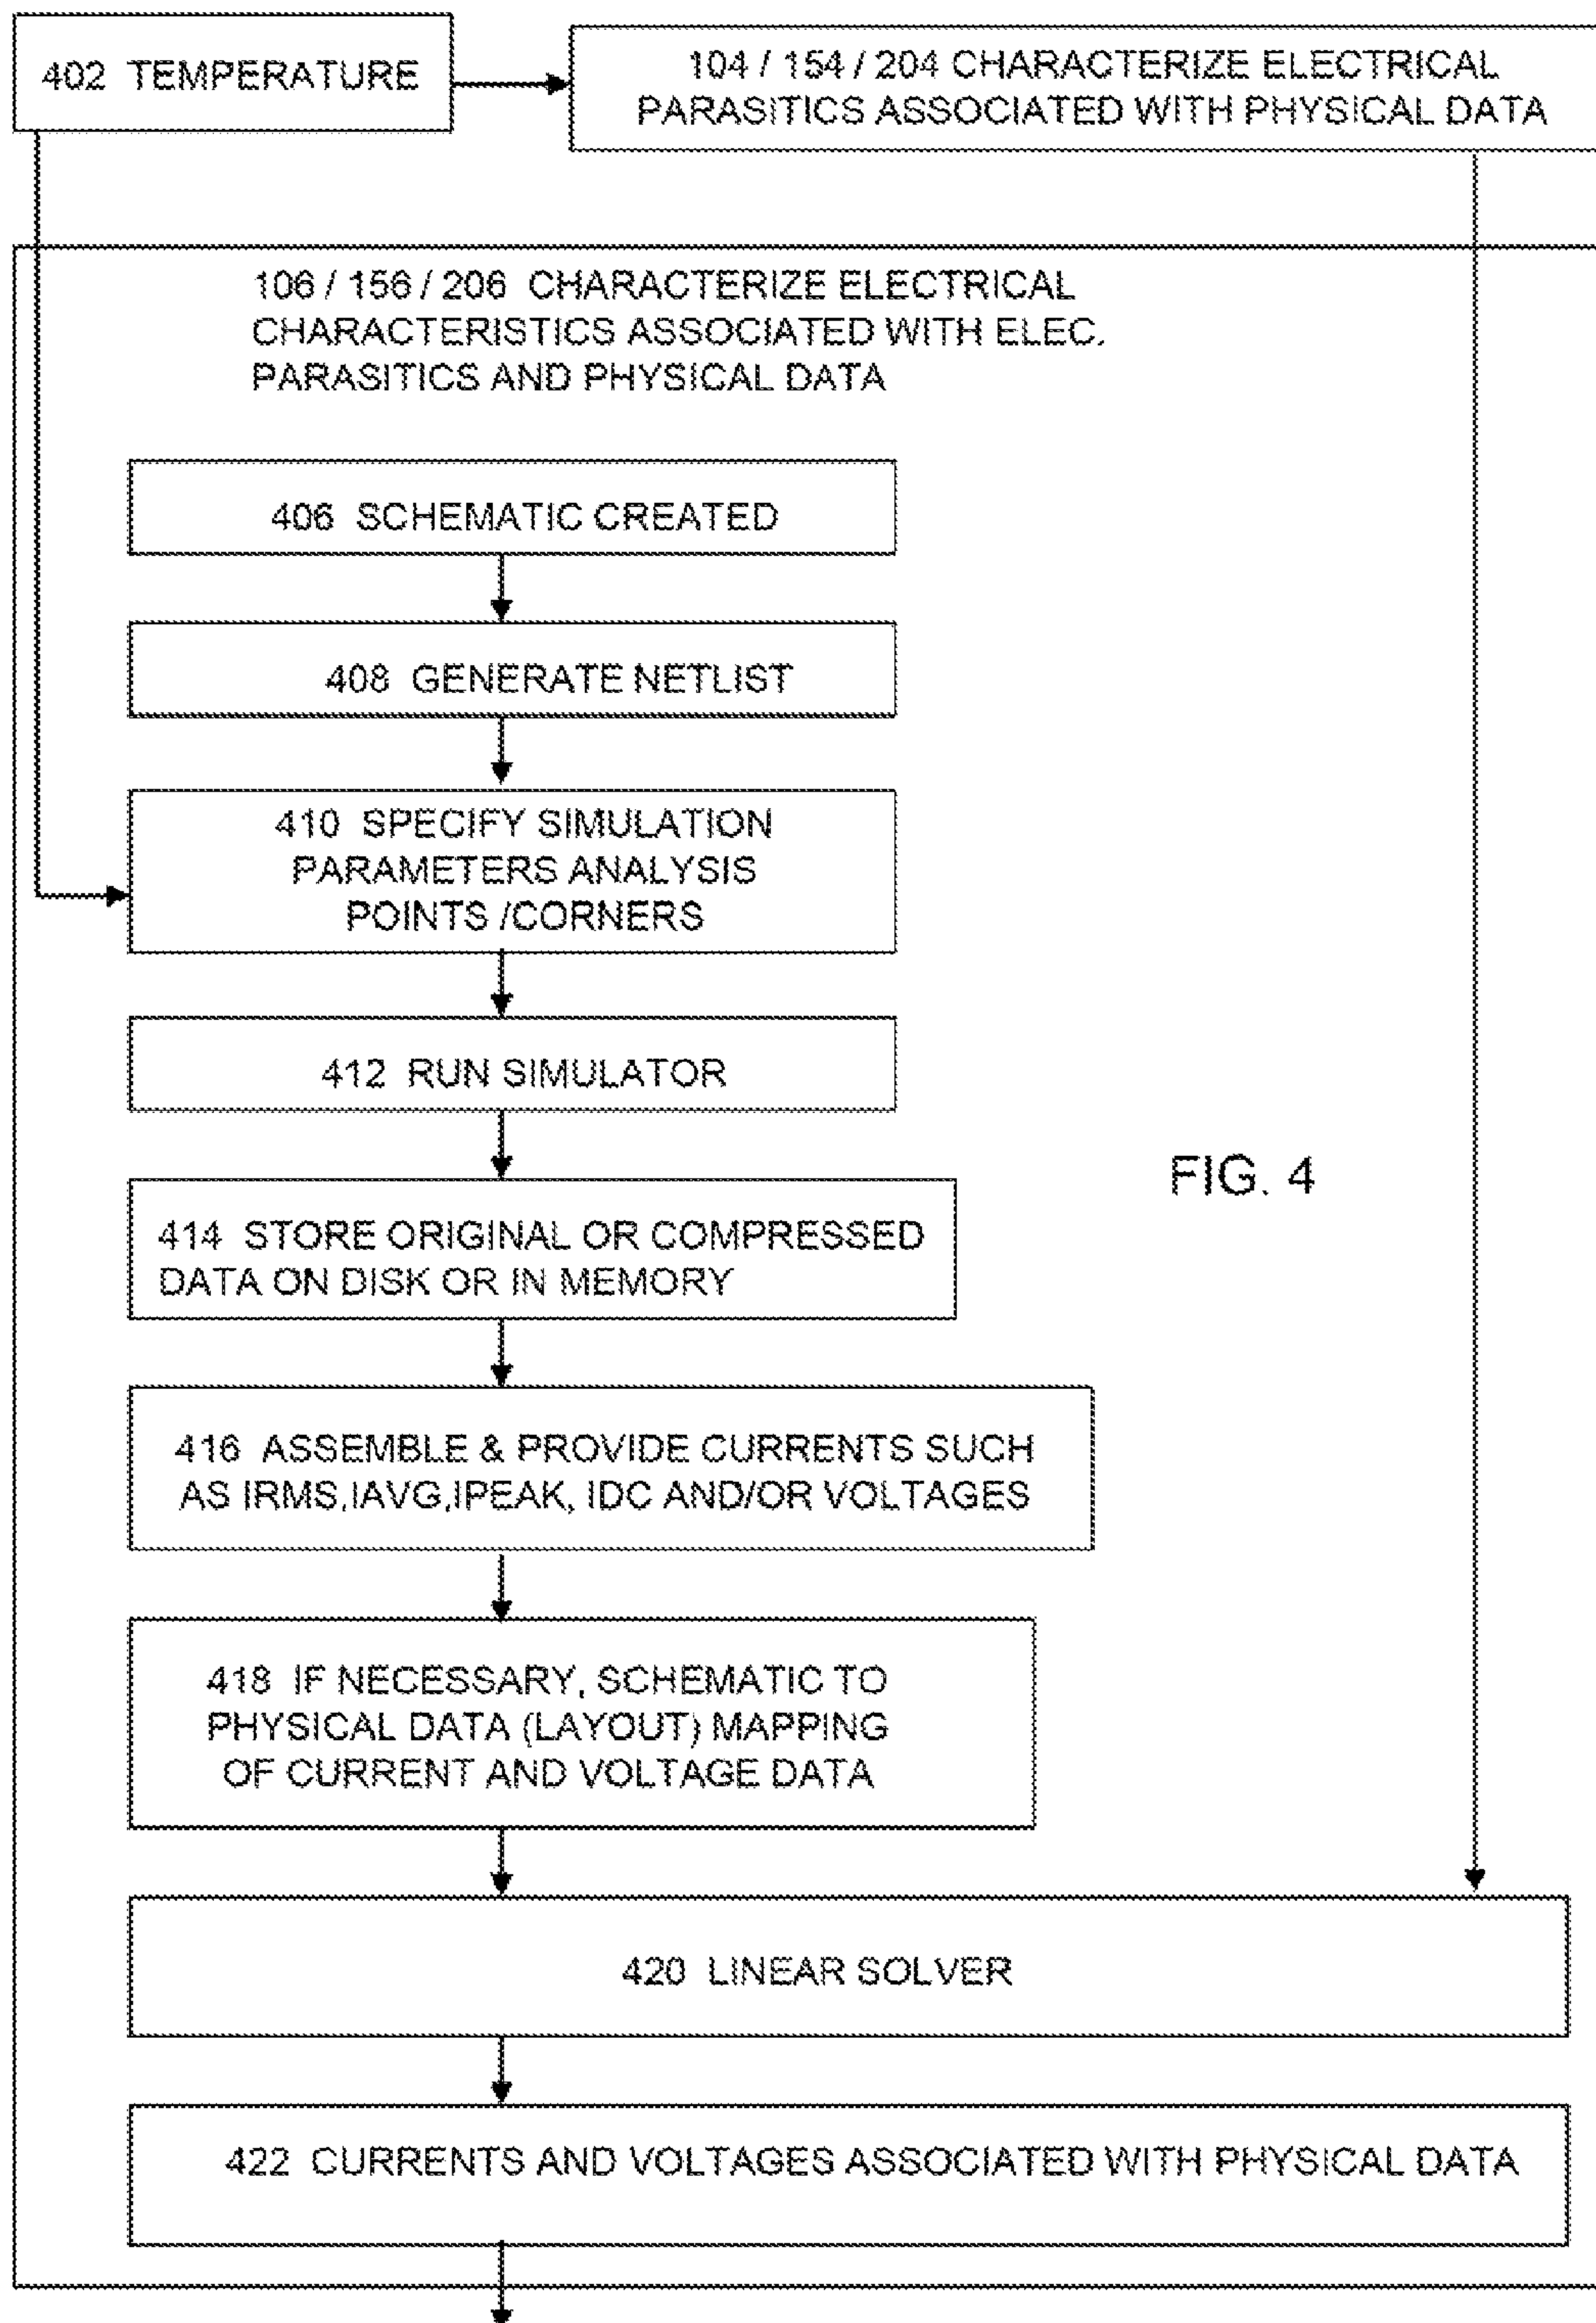 402 TEMPERATURE
104 / 154 / 204 CHARACTERIZE ELECTRICAL
PARASITICS ASSOCIATED WITH PHYSICAL DATA
106 / 156 / 206 CHARACTERIZE ELECTRICAL
CHARACTERISTICS ASSOCIATED WITH ELEC.
PARASITICS AND PHYSICAL DATA
406 SCHEMATIC CREATED
408 GENERATE NETLIST
410 SPECIFY SIMULATION
PARAMETERS ANALYSIS
POINTS /CORNERS
412 RUN SIMULATOR
FIG. 4
414 STORE ORIGINAL OR COMPRESSED
DATA ON DISK OR IN MEMORY
416 ASSEMBLE & PROVIDE CURRENTS SUCH
AS IRMS,IAVG,IPEAK, IDC AND/OR VOLTAGES
418 IF NECESSARY, SCHEMATIC TO
PHYSICAL DATA (LAYOUT) MAPPING
OF CURRENT AND VOLTAGE DATA
420 LINEAR SOLVER
422 CURRENTS AND VOLTAGES ASSOCIATED WITH PHYSICAL DATA